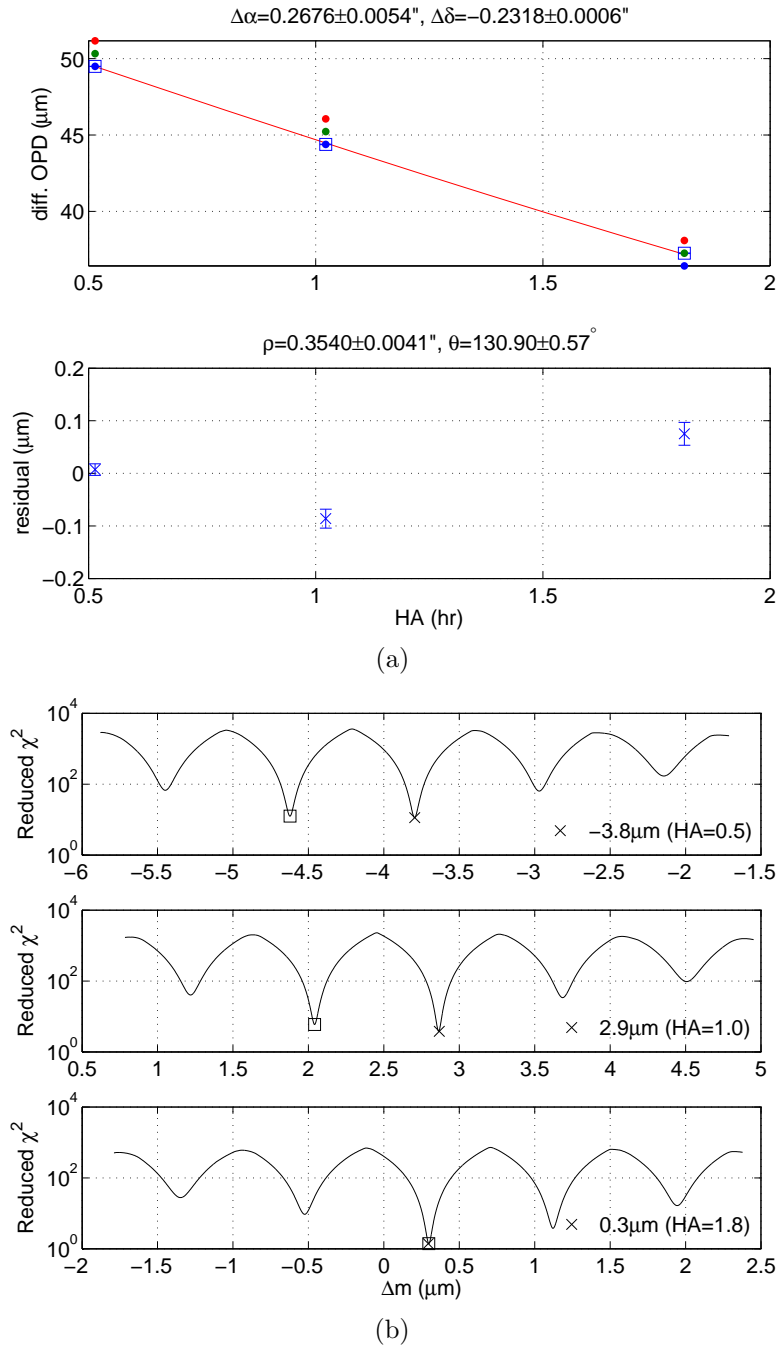 Δα=0.2676±0.0054", Δδ=−0.2318±0.0006"
diff. OPD (μm)
50
45
40
0.5 1 1.5 2
ρ=0.3540±0.0041", θ=130.90±0.57°
residual (μm)
0.2
0.1
0
−0.1
−0.2
0.5 1 1.5 2
HA (hr)
(a)
Reduced χ²
10⁴
10²
10⁰
× −3.8μm (HA=0.5)
−6 −5.5 −5 −4.5 −4 −3.5 −3 −2.5 −2 −1.5
Reduced χ²
10⁴
10²
10⁰
× 2.9μm (HA=1.0)
0.5 1 1.5 2 2.5 3 3.5 4 4.5 5
Reduced χ²
10⁴
10²
10⁰
× 0.3μm (HA=1.8)
−2 −1.5 −1 −0.5 0 0.5 1 1.5 2 2.5
Δm (μm)
(b)